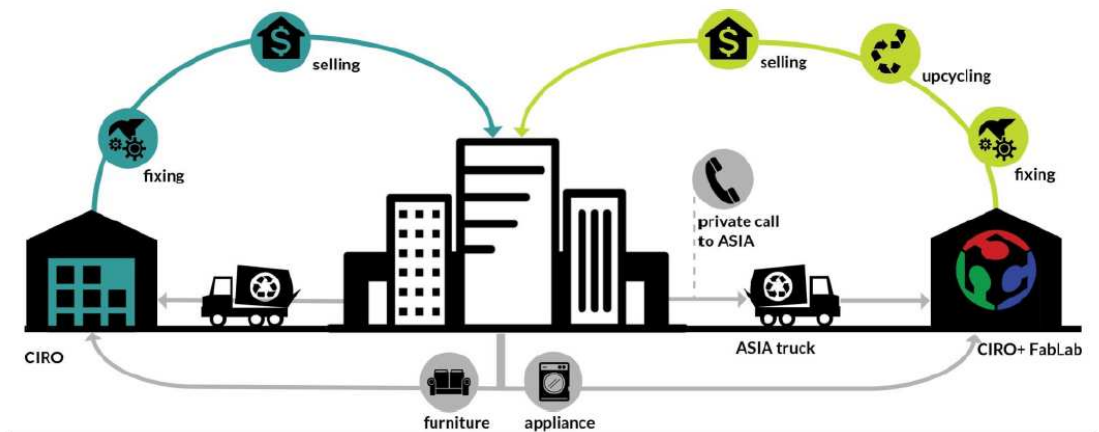 $
selling
$
selling
upcycling
fixing
fixing
private call
to ASIA
CIRO
ASIA truck
CIRO+ FabLab
furniture
appliance